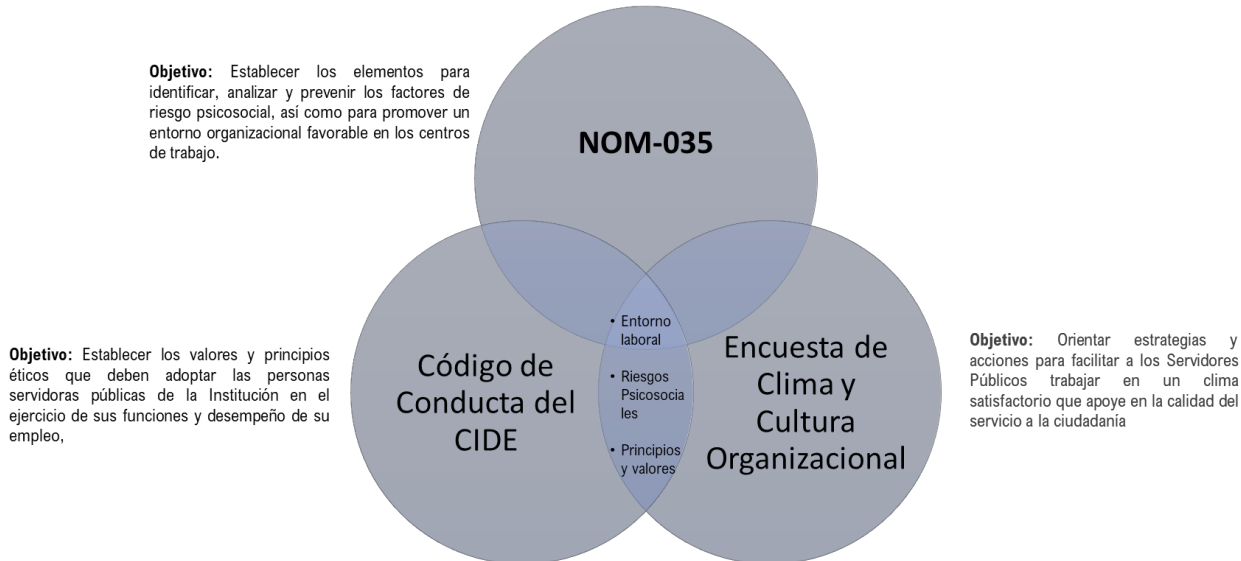 Objetivo: Establecer los elementos para
identificar, analizar y prevenir los factores de
riesgo psicosocial, así como para promover un
entorno organizacional favorable en los centros
de trabajo.
NOM-035
Objetivo: Establecer los valores y principios
éticos que deben adoptar las personas
servidoras públicas de la Institución en el
ejercicio de sus funciones y desempeño de su
empleo,
Código de
Conducta del
CIDE
• Entorno
laboral
• Riesgos
Psicosocia
les
• Principios
y valores
Encuesta de
Clima y
Cultura
Organizacional
Objetivo: Orientar estrategias y
acciones para facilitar a los Servidores
Públicos trabajar en un clima
satisfactorio que apoye en la calidad del
servicio a la ciudadanía